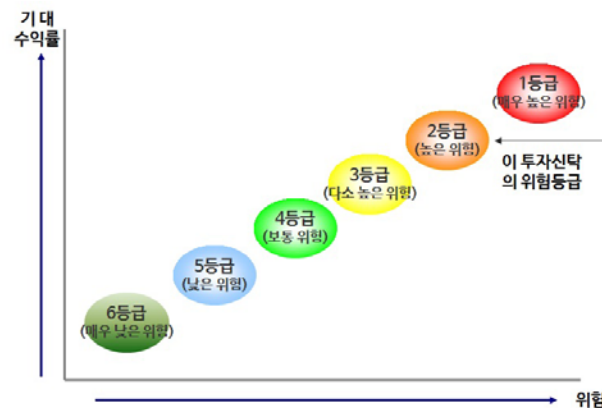 기 대
수익률
1등급
(매우 높은 위험)
2등급
(높은 위험)
이 투자신탁
의 위험등급
3등급
(다소 높은 위험)
4등급
(보통 위험)
5등급
(낮은 위험)
6등급
(매우 낮은 위험)
위험